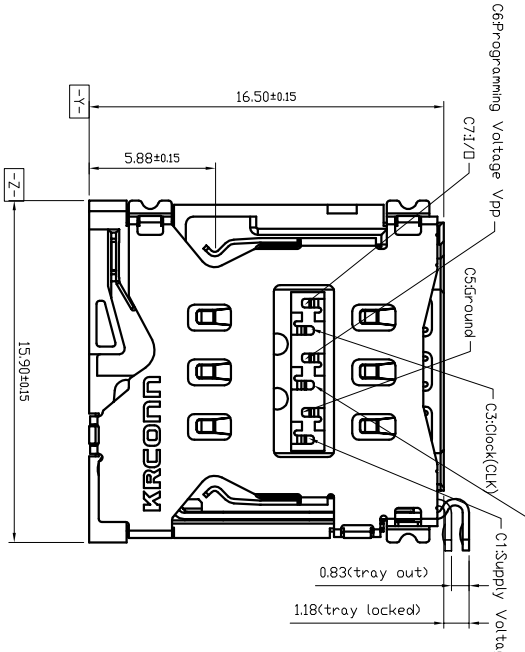 C6:Programming Voltage Vpp
16.50±0.15
-Y-
C7:I/O
5.88±0.15
-Z-
C5:Ground
15.90±0.15
KRCONN
C3:Clock(CLK)
C1:Supply
0.83(tray out)
1.18(tray locked)